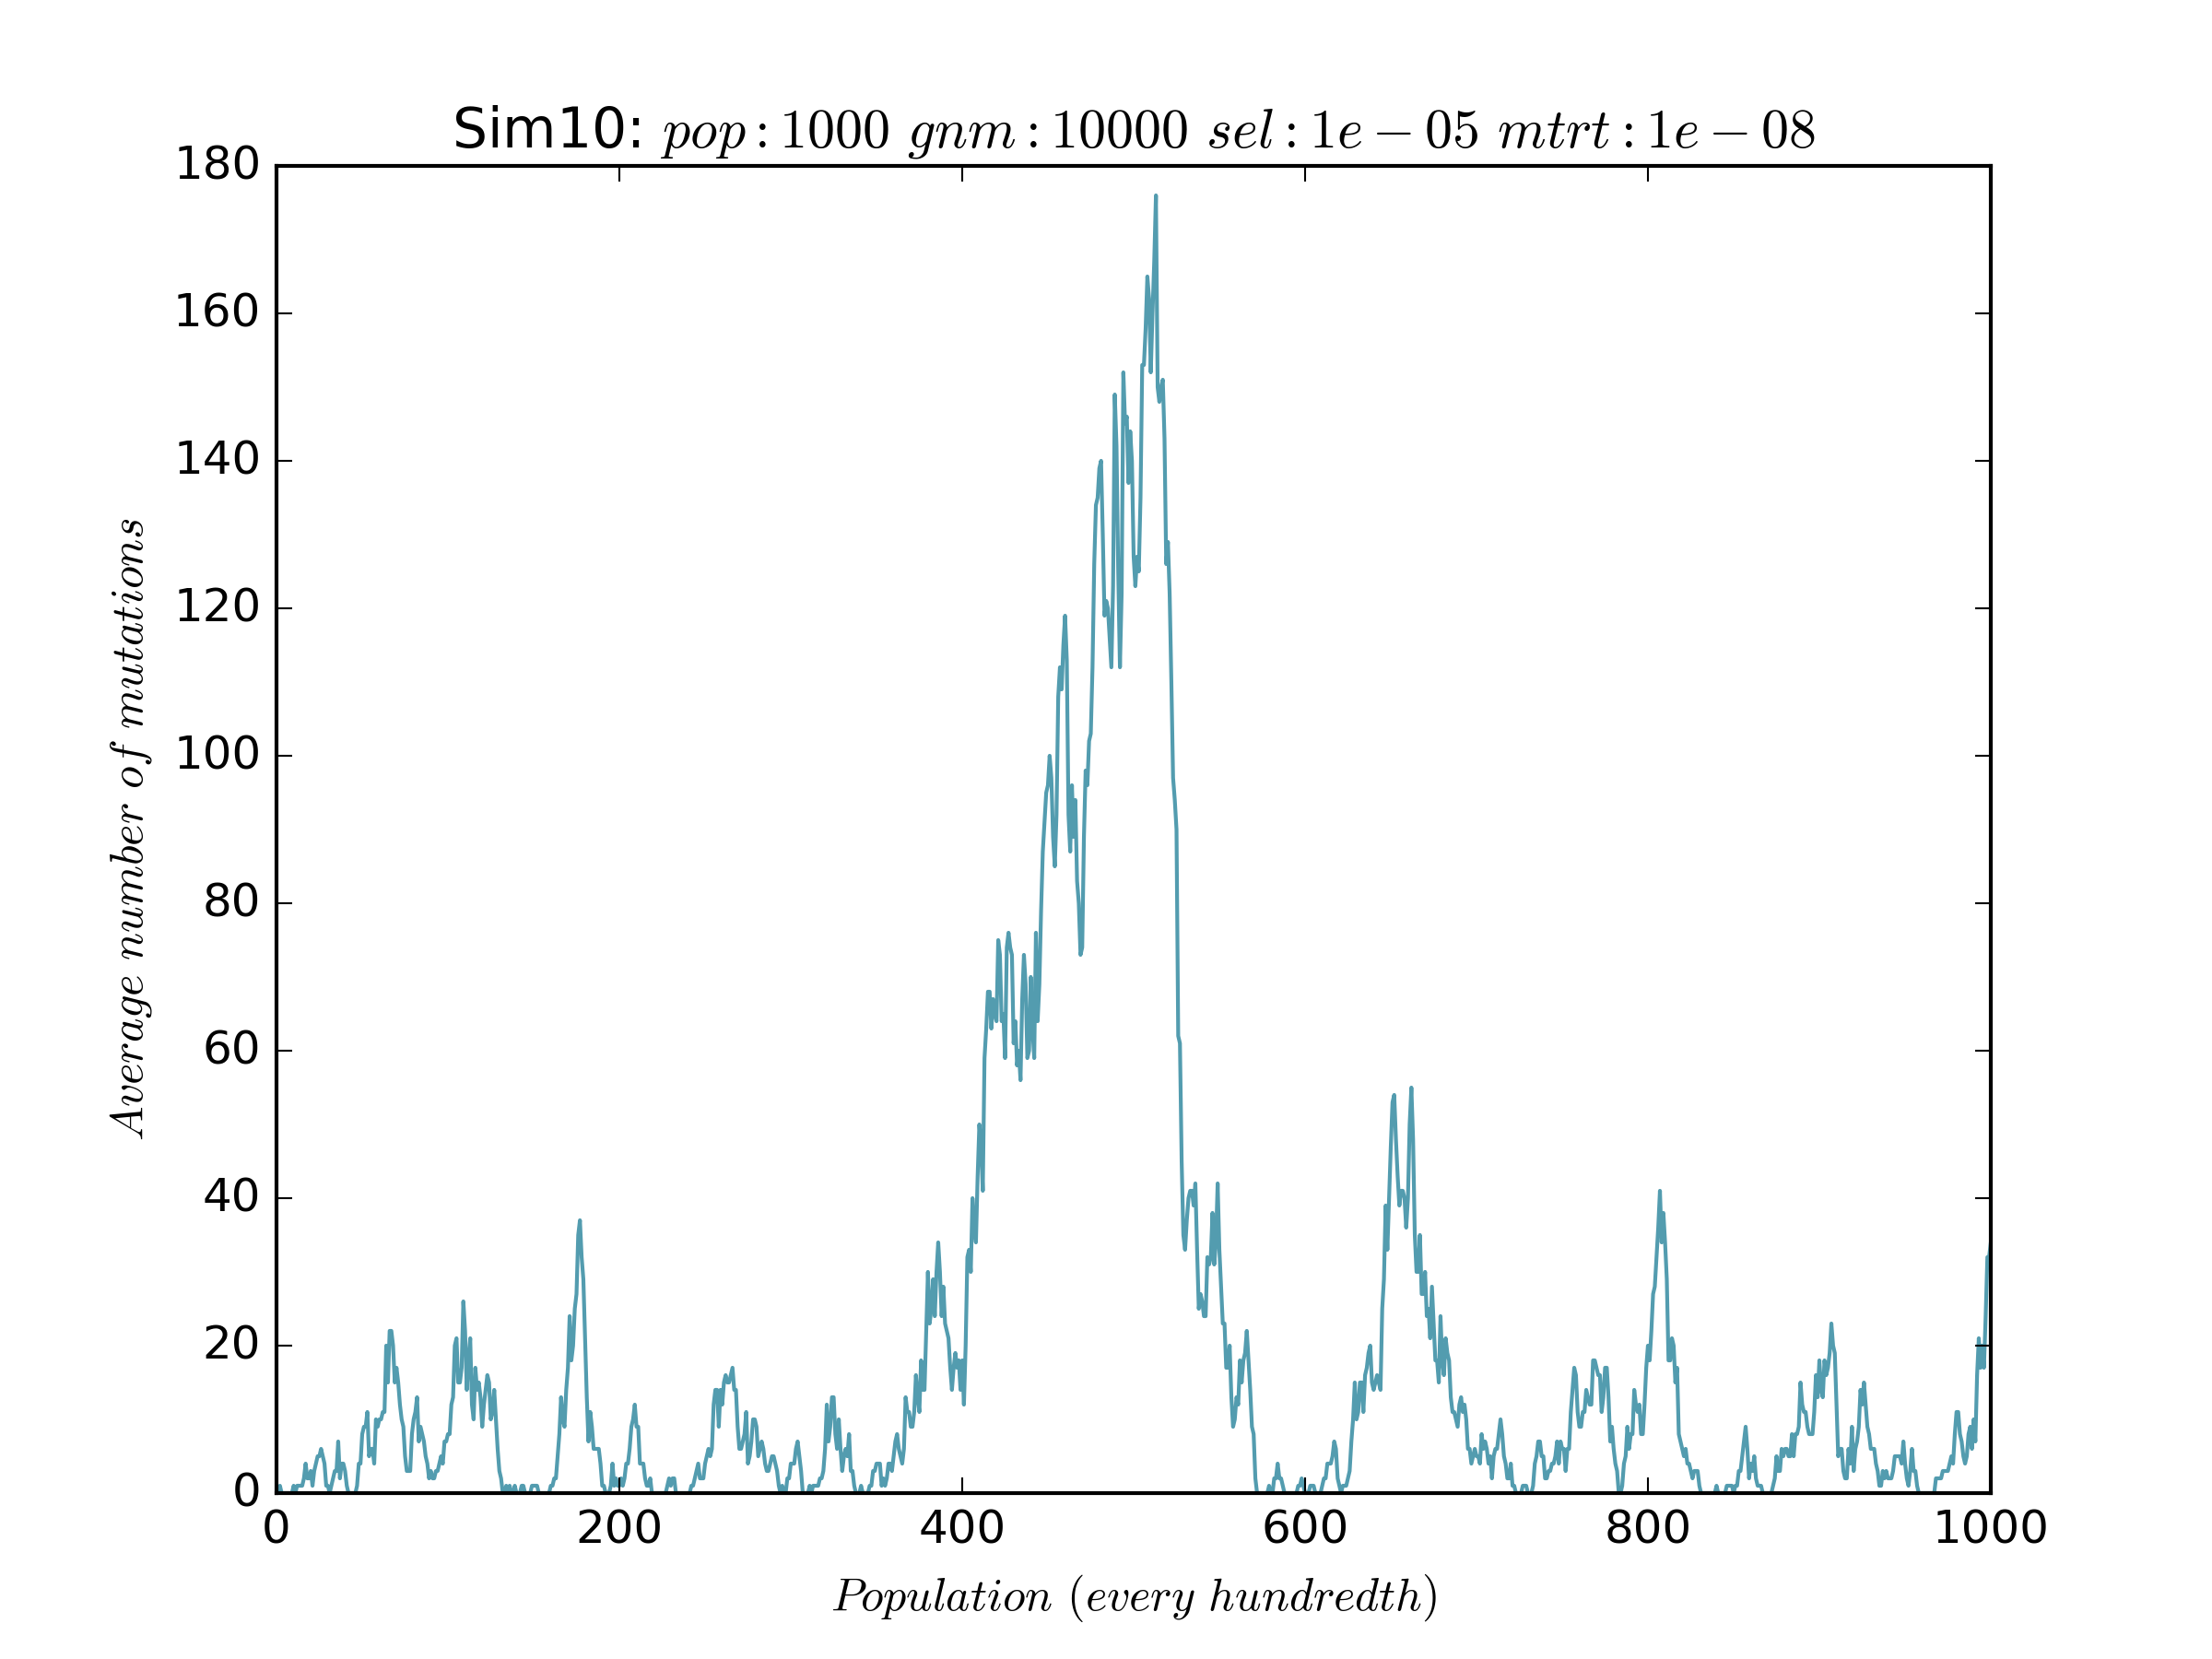 Sim10: pop : 1000 gnm : 10000 sel : 1e − 05 mtrt : 1e − 08
180
160
140
120
100
80
60
40
20
0
Average number of mutations
0 200 400 600 800 1000
Population (every hundredth)